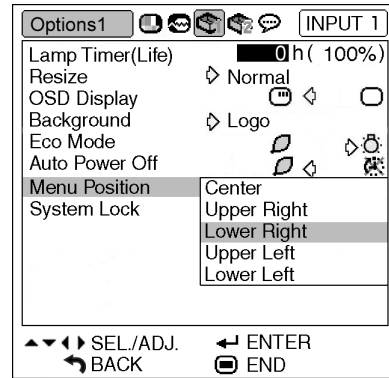 Options1 INPUT 1
Lamp Timer(Life) 0 h ( 100%)
Resize Normal
OSD Display
Background Logo
Eco Mode
Auto Power Off
Menu Position Center
System Lock Upper Right
Lower Right
Upper Left
Lower Left
SEL./ADJ. ENTER
BACK END